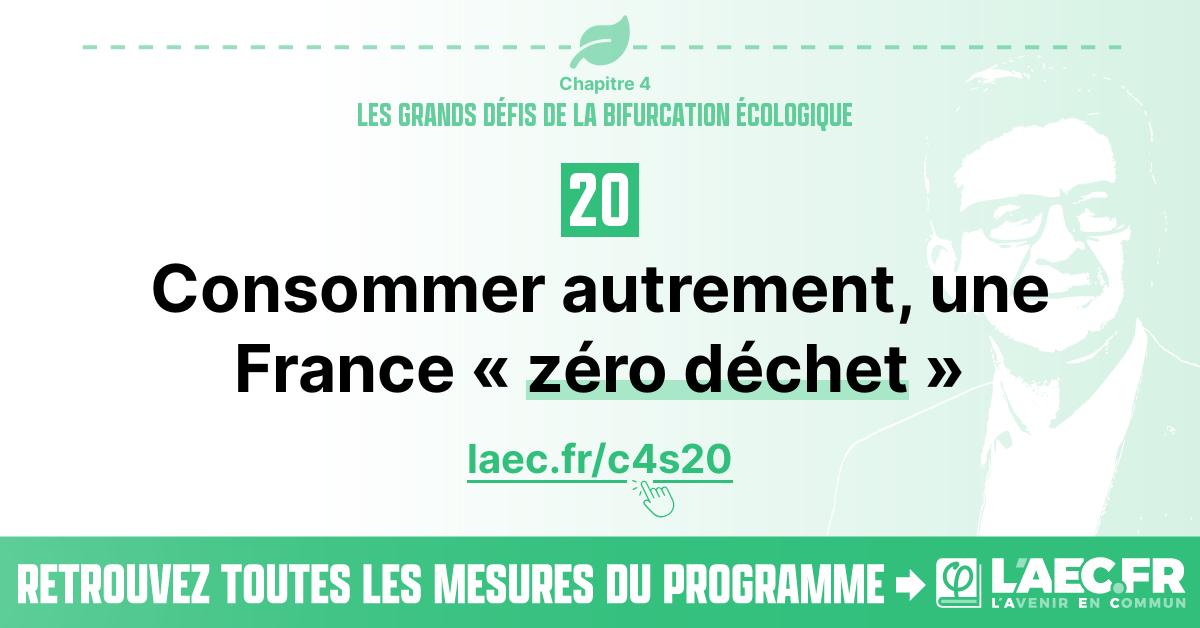 Chapitre 4
LES GRANDS DÉFIS DE LA BIFURCATION ÉCOLOGIQUE
20
Consommer autrement, une
France « zéro déchet »
laec.fr/c4s20
RETROUVEZ TOUTES LES MESURES DU PROGRAMME
φ L'AEC.FR
L'AVENIR EN COMMUN